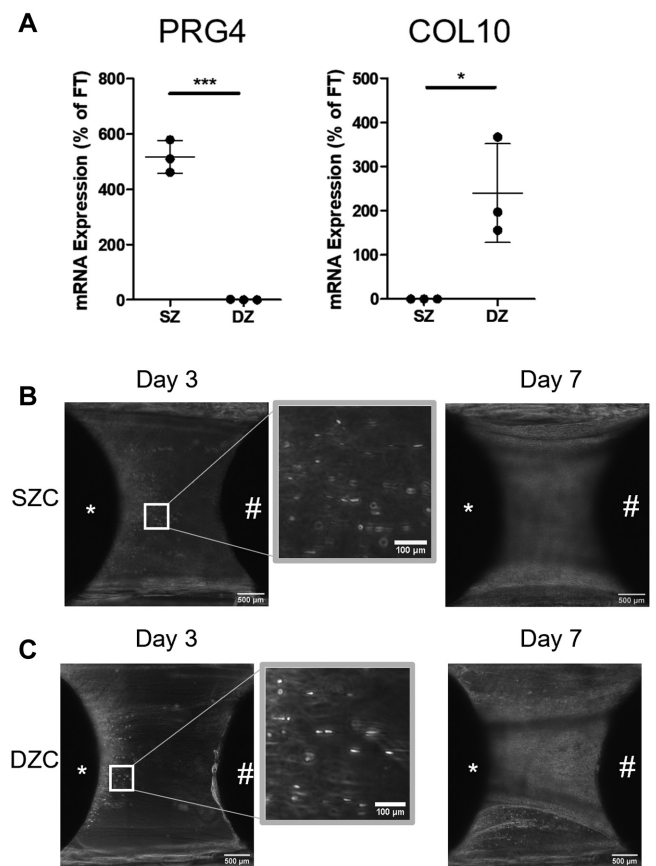 A
PRG4
COL10
mRNA Expression (% of FT)
800
600
400
200
0
***
SZ
DZ
mRNA Expression (% of FT)
500
400
300
200
100
0
*
SZ
DZ
B
Day 3
Day 7
SZC
*
#
100 µm
500 µm
*
#
500 µm
C
Day 3
Day 7
DZC
*
#
100 µm
500 µm
*
#
500 µm